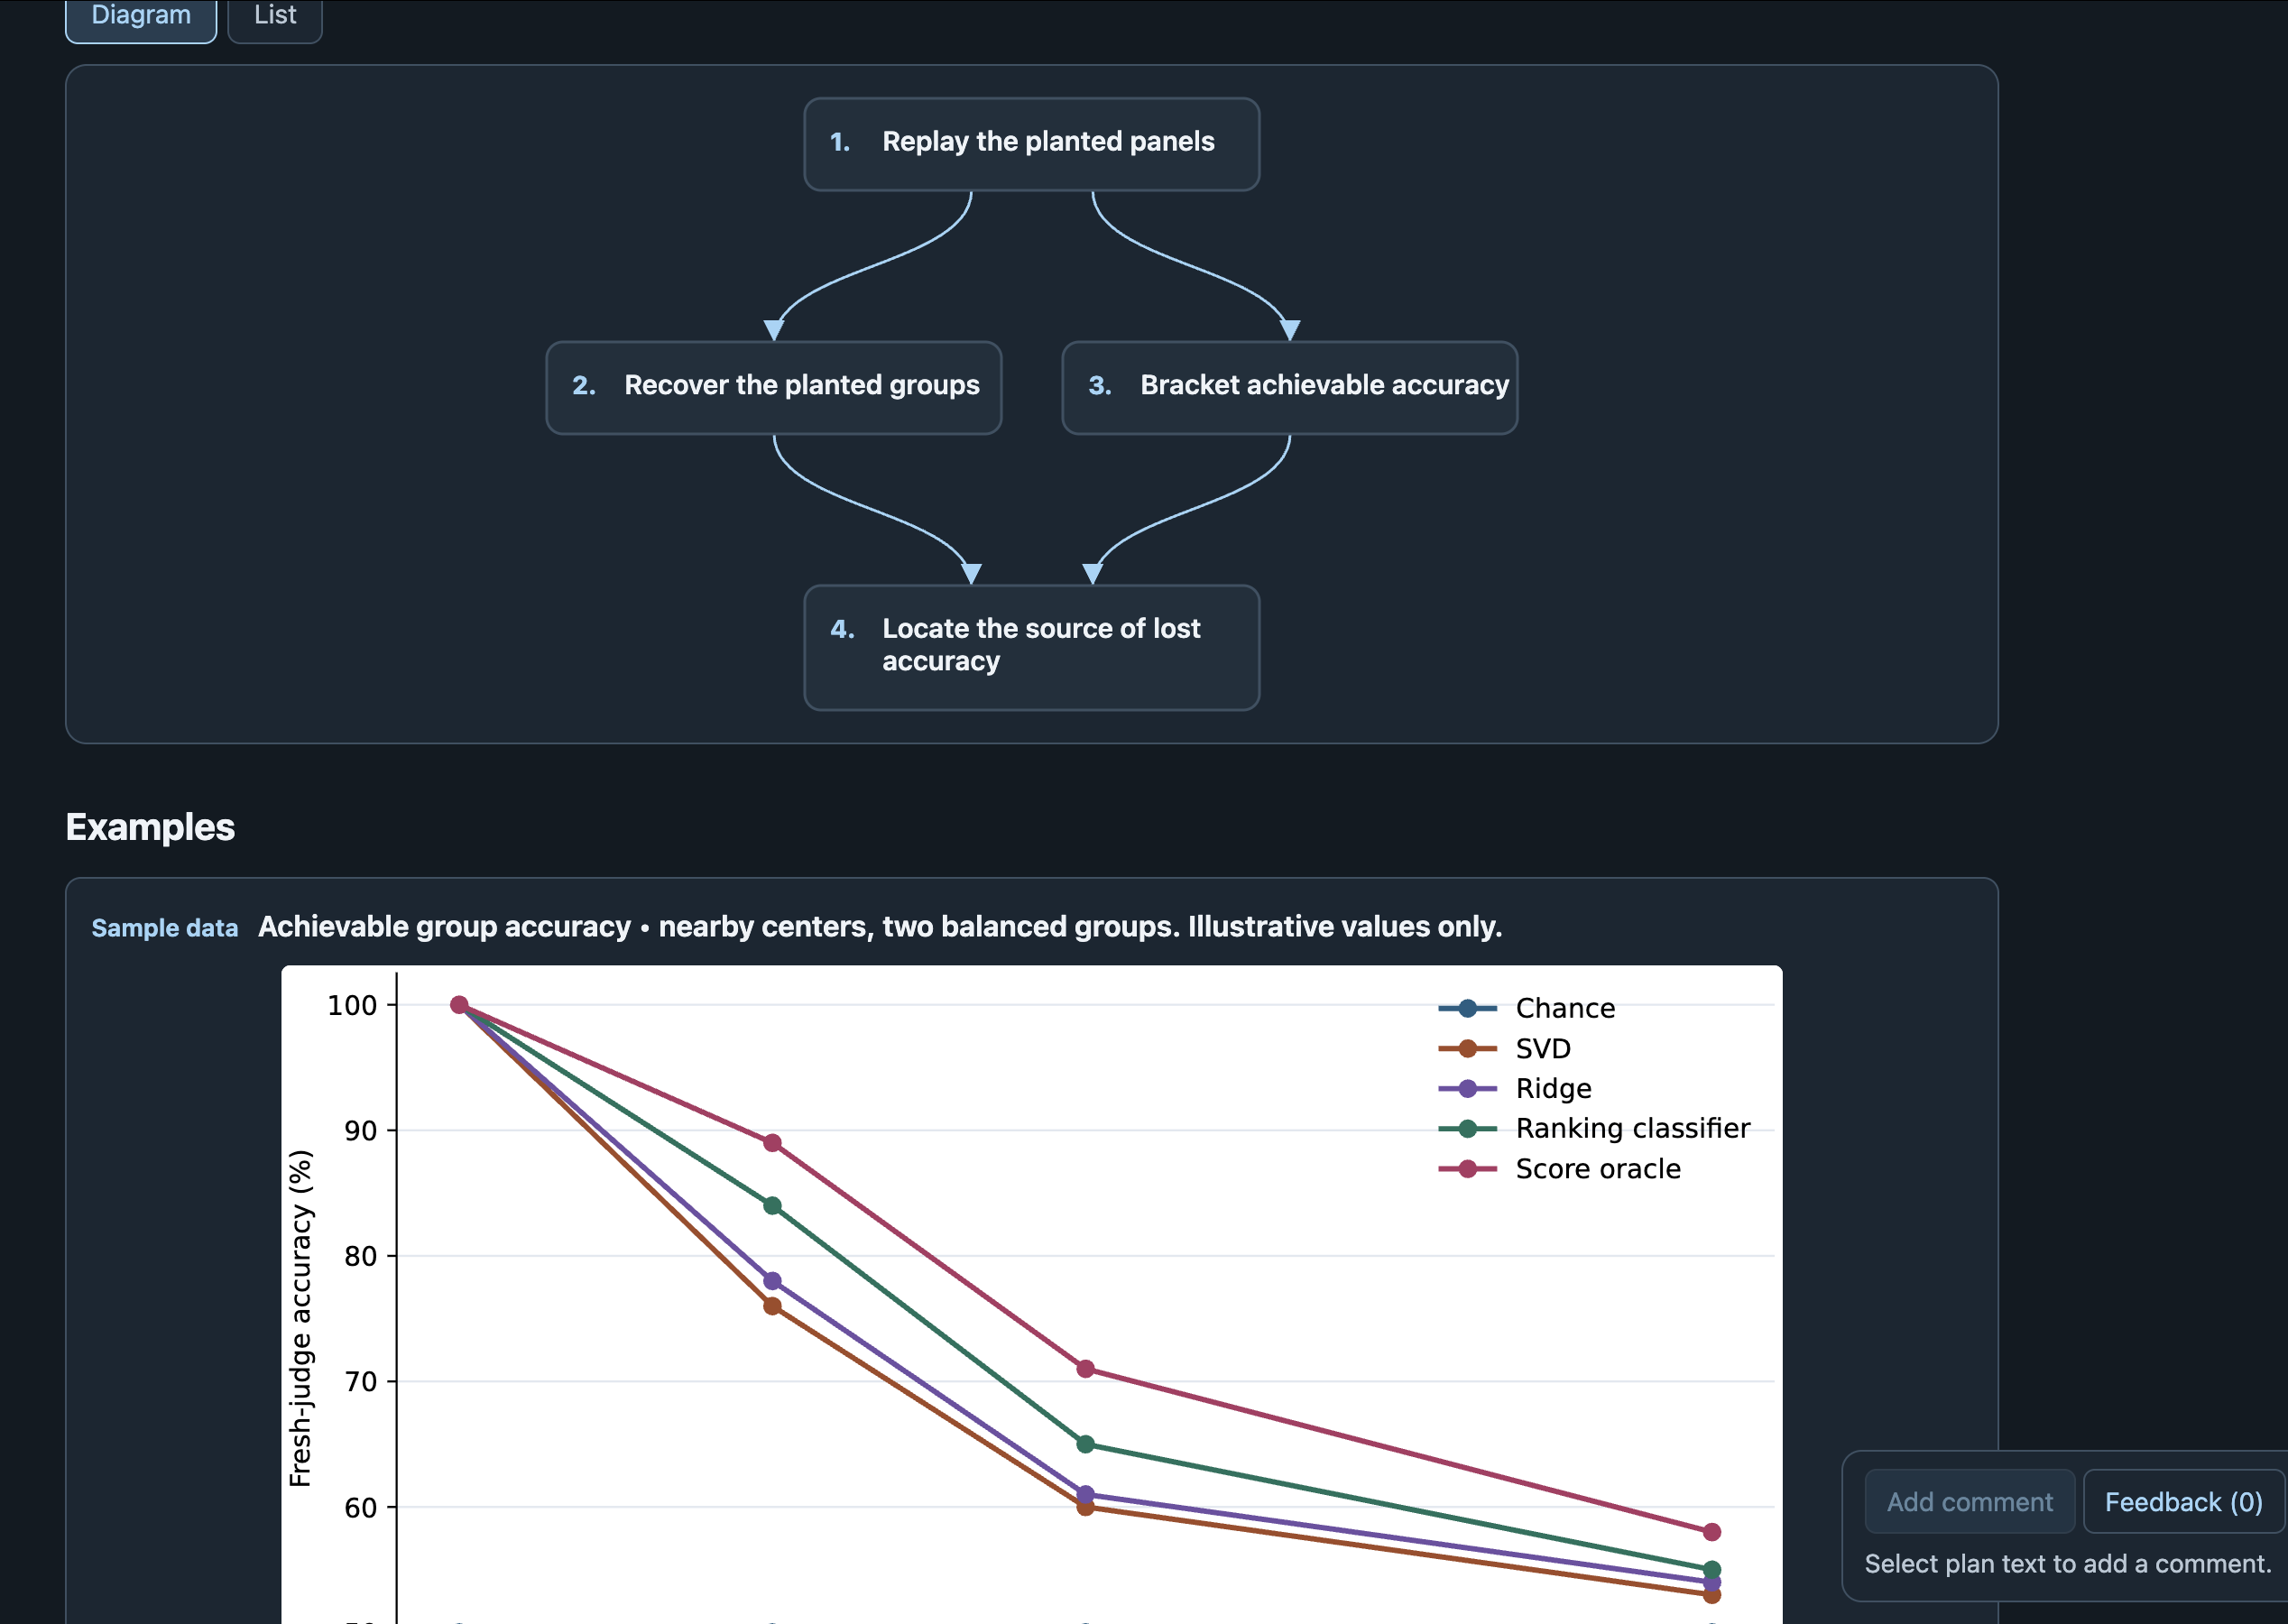 Diagram
List
1. Replay the planted panels
2. Recover the planted groups
3. Bracket achievable accuracy
4. Locate the source of lost
accuracy
Examples
Sample data Achievable group accuracy • nearby centers, two balanced groups. Illustrative values only.
100
90
80
70
60
Fresh-judge accuracy (%)
Chance
SVD
Ridge
Ranking classifier
Score oracle
Add comment
Feedback (0)
Select plan text to add a comment.